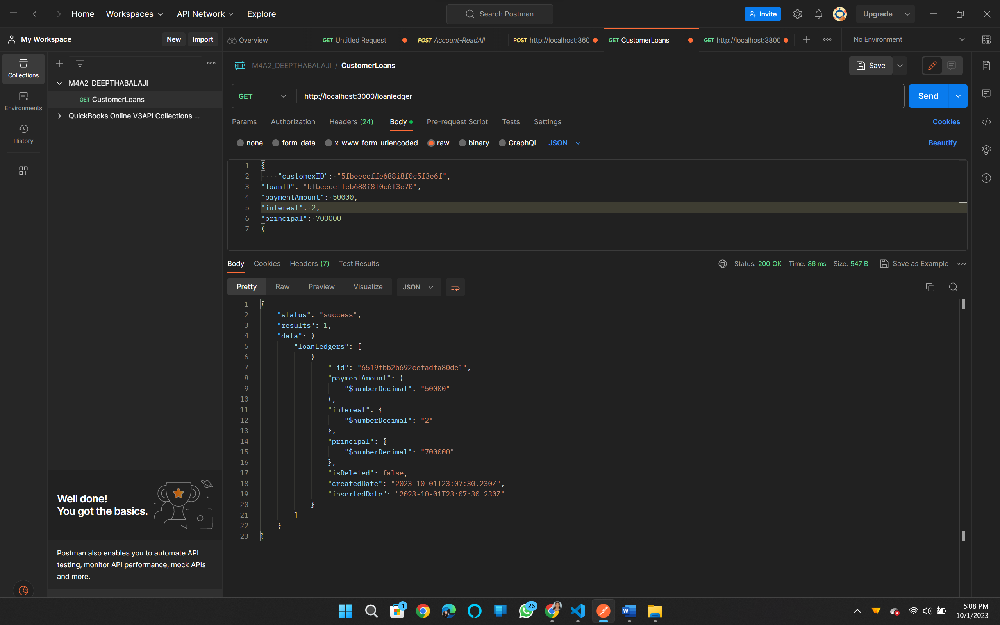 Home Workspaces API Network Explore Search Postman Invite Upgrade
My Workspace New Import Overview GET Untitled Request POST Account-ReadAll POST http://localhost:360 GET CustomerLoans GET http://localhost:3800 No Environment
Collections
Environments
History
M4A2_DEEPTHABALAJI
GET CustomerLoans
QuickBooks Online V3API Collections ...
HTTP M4A2_DEEPTHABALAJI / CustomerLoans Save
GET http://localhost:3000/loanledger Send
Params Authorization Headers (24) Body Pre-request Script Tests Settings Cookies
none form-data x-www-form-urlencoded raw binary GraphQL JSON Beautify
1 {
2 "customexID": "5fbeeceffe688i8f0c5f3e6f",
3 "loanlD": "bfbeeceffeb688i8f0c6f3e70",
4 "paymentAmount": 50000,
5 "interest": 2,
6 "principal": 700000
7 }
Body Cookies Headers (7) Test Results Status: 200 OK Time: 86 ms Size: 547 B Save as Example
Pretty Raw Preview Visualize JSON
1 {
2 "status": "success",
3 "results": 1,
4 "data": {
5 "loanLedgers": [
6 {
7 "_id": "6519fbb2b692cefadfa80de1",
8 "paymentAmount": {
9 "$numberDecimal": "50000"
10 },
11 "interest": {
12 "$numberDecimal": "2"
13 },
14 "principal": {
15 "$numberDecimal": "700000"
16 },
17 "isDeleted": false,
18 "createdDate": "2023-10-01T23:07:30.230Z",
19 "insertedDate": "2023-10-01T23:07:30.230Z"
20 }
21 ]
22 }
23 }
Well done!
You got the basics.
Postman also enables you to automate API
testing, monitor API performance, mock APIs
and more.
1
26
W
5:08 PM
10/1/2023